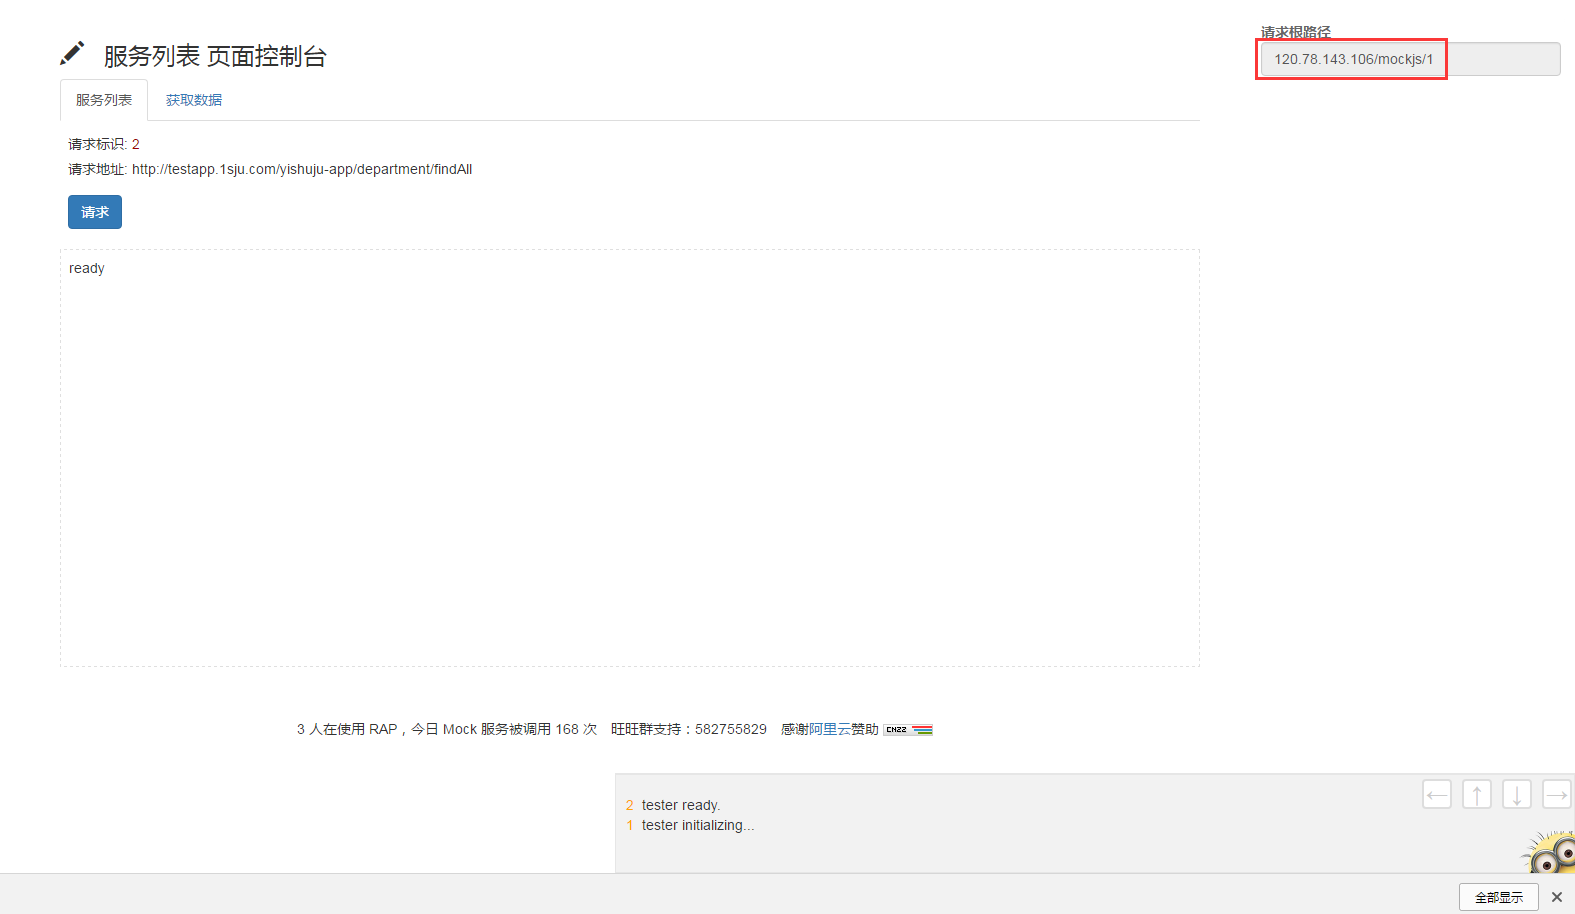 请求根路径
120.78.143.106/mockjs/1
服务列表 页面控制台
服务列表 获取数据
请求标识: 2
请求地址: http://testapp.1sju.com/yishuju-app/department/findAll
请求
ready
3 人在使用 RAP，今日 Mock 服务被调用 168 次 旺旺群支持：582755829 感谢阿里云赞助 CNZZ
2 tester ready.
1 tester initializing...
全部显示